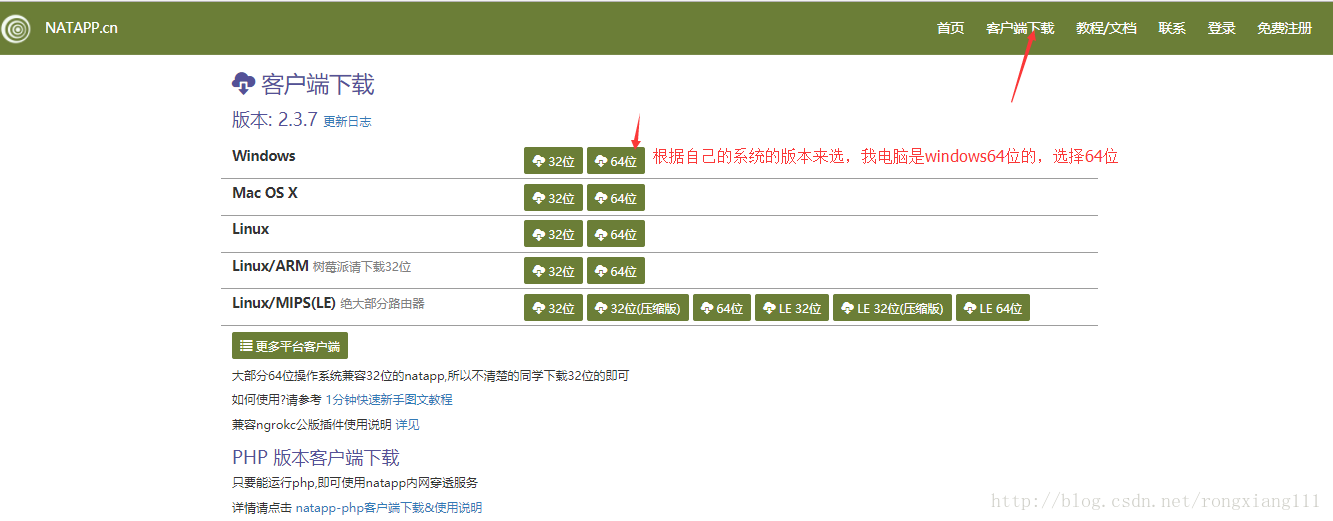 NATAPP.cn 首页 客户端下载 教程/文档 联系 登录 免费注册
客户端下载
版本: 2.3.7 更新日志
Windows 32位 64位 根据自己的系统的版本来选，我电脑是windows64位的，选择64位
Mac OS X 32位 64位
Linux 32位 64位
Linux/ARM 树莓派请下载32位 32位 64位
Linux/MIPS(LE) 绝大部分路由器 32位 32位(压缩版) 64位 LE 32位 LE 32位(压缩版) LE 64位
更多平台客户端
大部分64位操作系统兼容32位的natapp,所以不清楚的同学下载32位的即可
如何使用?请参考 1分钟快速新手图文教程
兼容ngrokc公版插件使用说明 详见
PHP 版本客户端下载
只要能运行php,即可使用natapp内网穿透服务
详情请点击 natapp-php客户端下载&使用说明
http://blog.csdn.net/rongxiang111